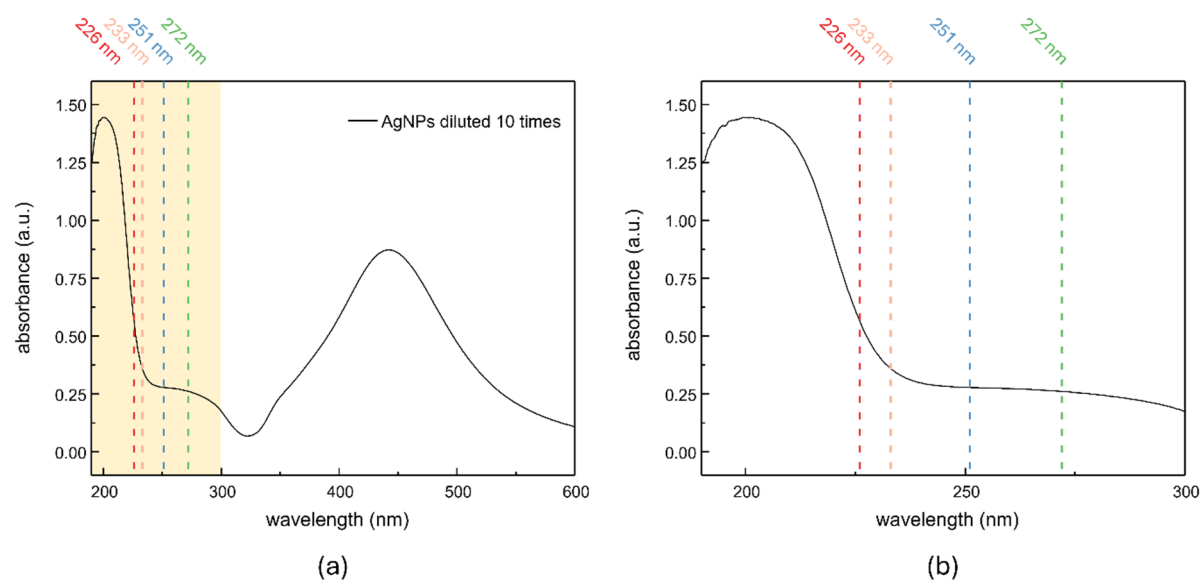 226 nm
233 nm
251 nm
272 nm
1.50
1.25
1.00
0.75
0.50
0.25
0.00
absorbance (a.u.)
AgNPs diluted 10 times
200
300
400
500
600
wavelength (nm)
(a)
226 nm
233 nm
251 nm
272 nm
1.50
1.25
1.00
0.75
0.50
0.25
0.00
absorbance (a.u.)
200
250
300
wavelength (nm)
(b)